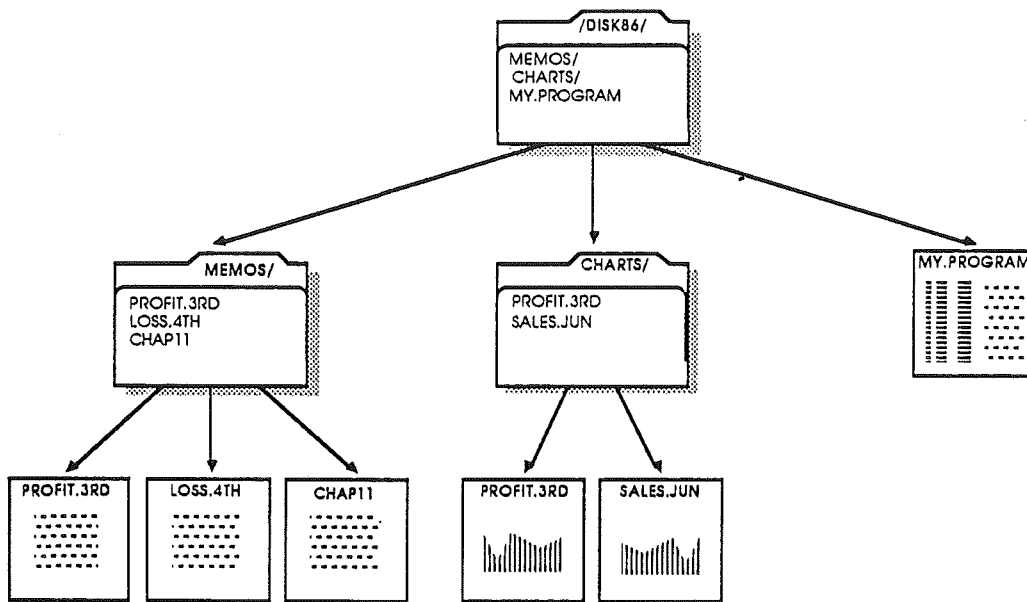 /DISK86/
MEMOS/
CHARTS/
MY.PROGRAM
MEMOS/
PROFIT.3RD
LOSS.4TH
CHAP11
CHARTS/
PROFIT.3RD
SALES.JUN
MY.PROGRAM
PROFIT.3RD
LOSS.4TH
CHAP11
PROFIT.3RD
SALES.JUN